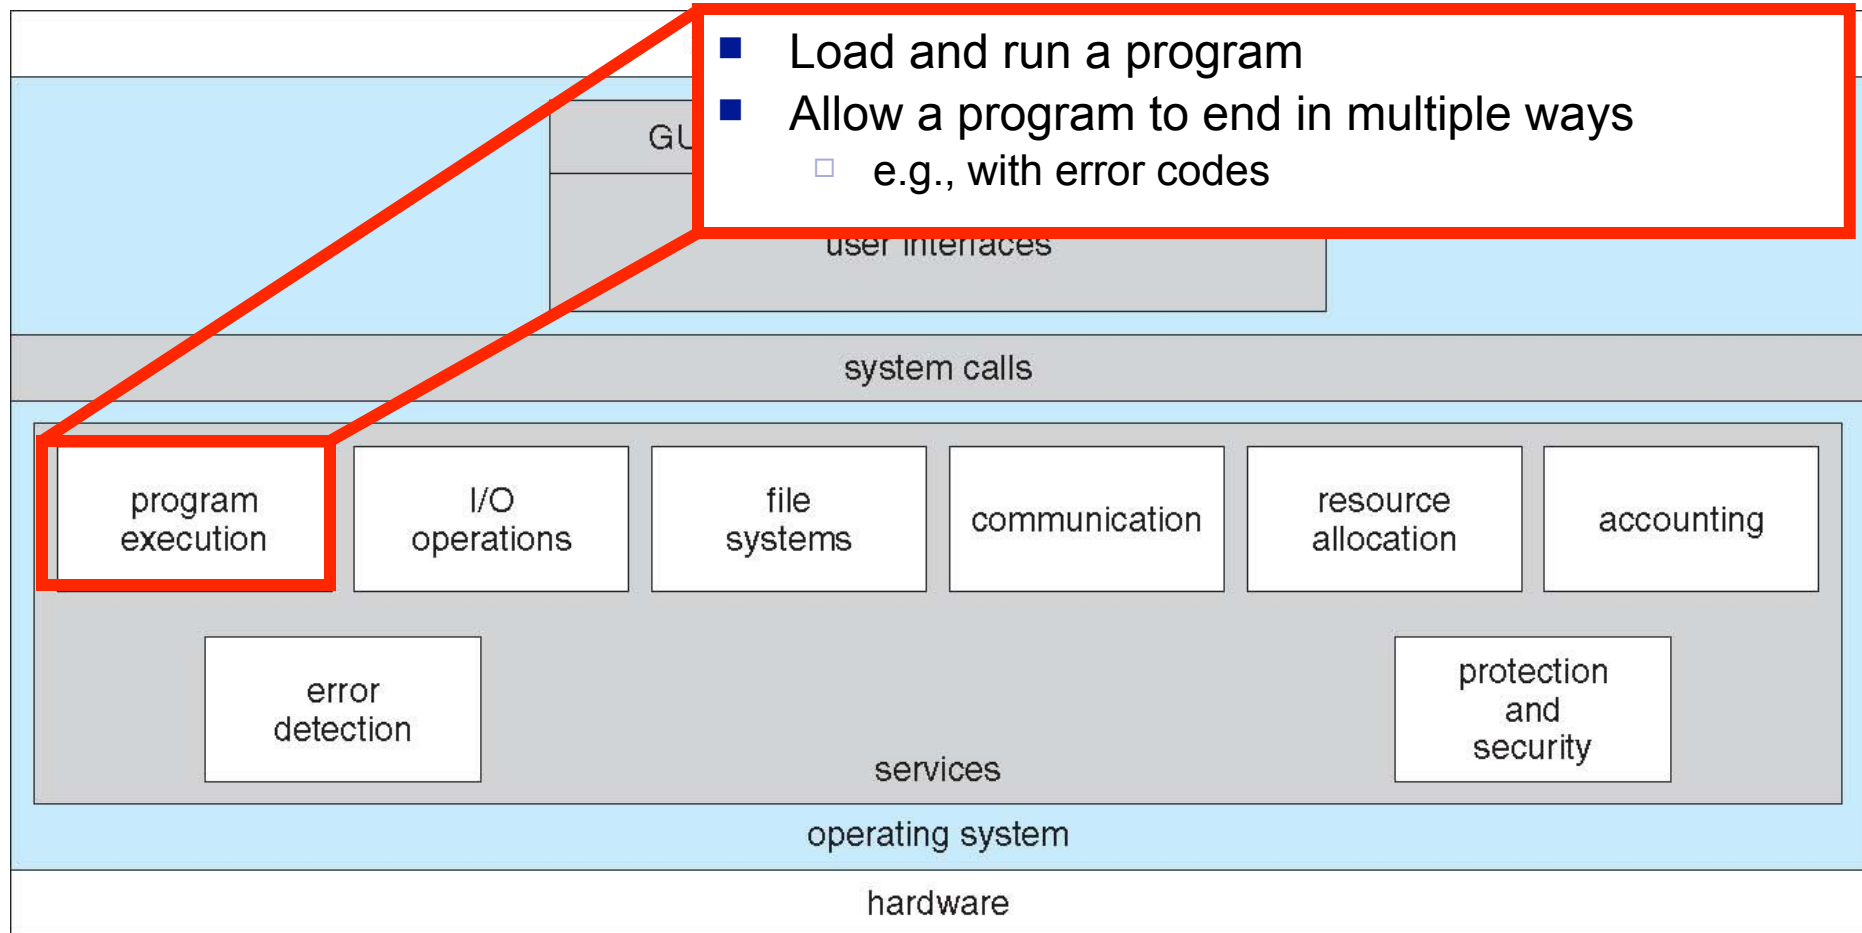 Load and run a program
Allow a program to end in multiple ways
e.g., with error codes
GU
user interfaces
system calls
program
execution
I/O
operations
file
systems
communication
resource
allocation
accounting
error
detection
protection
and
security
services
operating system
hardware